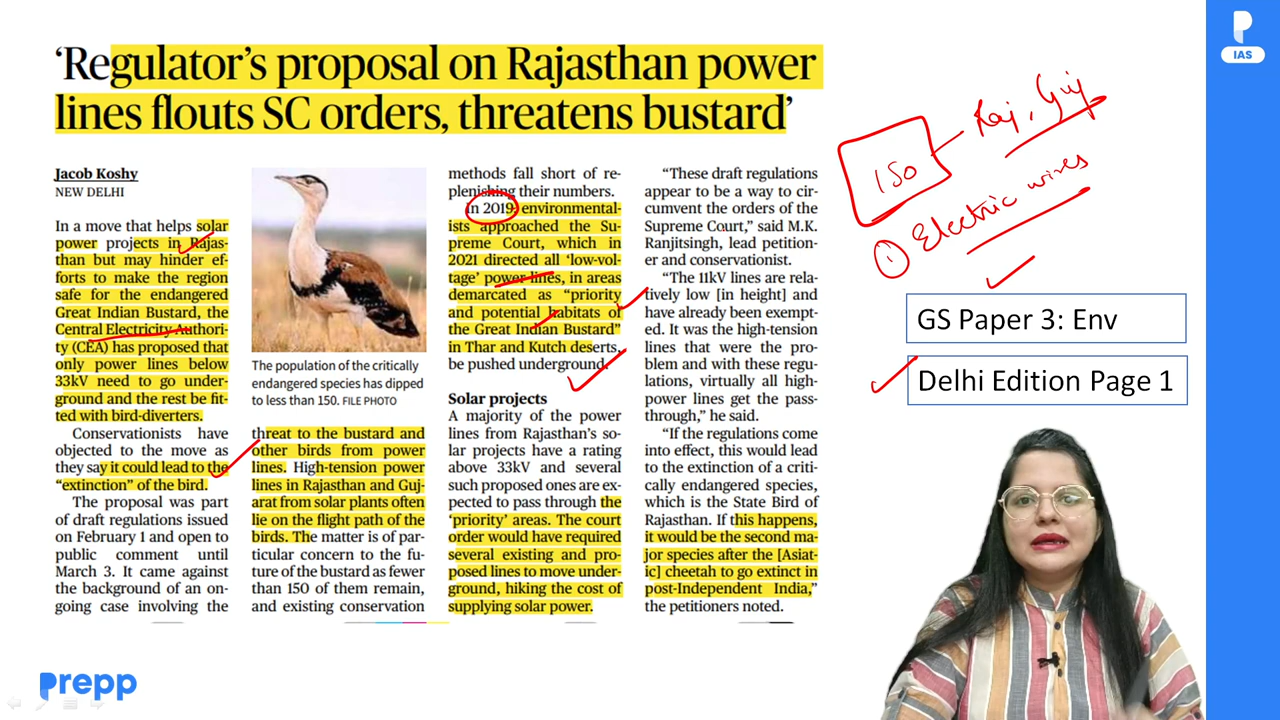 ‘Regulator’s proposal on Rajasthan power
lines flouts SC orders, threatens bustard’
Jacob Koshy
NEW DELHI
In a move that helps solar
power projects in Rajas-
than but may hinder ef-
forts to make the region
safe for the endangered
Great Indian Bustard, the
Central Electricity Authori-
ty (CEA) has proposed that
only power lines below
33kV need to go under-
ground and the rest be fit-
ted with bird-diverters.
Conservationists have
objected to the move as
they say it could lead to the
“extinction” of the bird.
The proposal was part
of draft regulations issued
on February 1 and open to
public comment until
March 3. It came against
the background of an on-
going case involving the
The population of the critically
endangered species has dipped
to less than 150. FILE PHOTO
threat to the bustard and
other birds from power
lines. High-tension power
lines in Rajasthan and Guj-
arat from solar plants often
lie on the flight path of the
birds. The matter is of par-
ticular concern to the fu-
ture of the bustard as fewer
than 150 of them remain,
and existing conservation
methods fall short of re-
plenishing their numbers.
In 2019, environmental-
ists approached the Su-
preme Court, which in
2021 directed all ‘low-vol-
tage’ power lines, in areas
demarcated as “priority
and potential habitats of
the Great Indian Bustard”
in Thar and Kutch deserts,
be pushed underground.
Solar projects
A majority of the power
lines from Rajasthan’s so-
lar projects have a rating
above 33kV and several
such proposed ones are ex-
pected to pass through the
‘priority’ areas. The court
order would have required
several existing and pro-
posed lines to move under-
ground, hiking the cost of
supplying solar power.
“These draft regulations
appear to be a way to cir-
cumvent the orders of the
Supreme Court,” said M.K.
Ranjitsingh, lead petition-
er and conservationist.
“The 11kV lines are rela-
tively low [in height] and
have already been exempt-
ed. It was the high-tension
lines that were the pro-
blem and with these regu-
lations, virtually all high-
power lines get the pass-
through,” he said.
“If the regulations come
into effect, this would lead
to the extinction of a criti-
cally endangered species,
which is the State Bird of
Rajasthan. If this happens,
it would be the second ma-
jor species after the [Asiat-
ic] cheetah to go extinct in
post-Independent India,”
the petitioners noted.
150 – Raj, Guj
① Electric wires
GS Paper 3: Env
Delhi Edition Page 1
IAS
Prepp